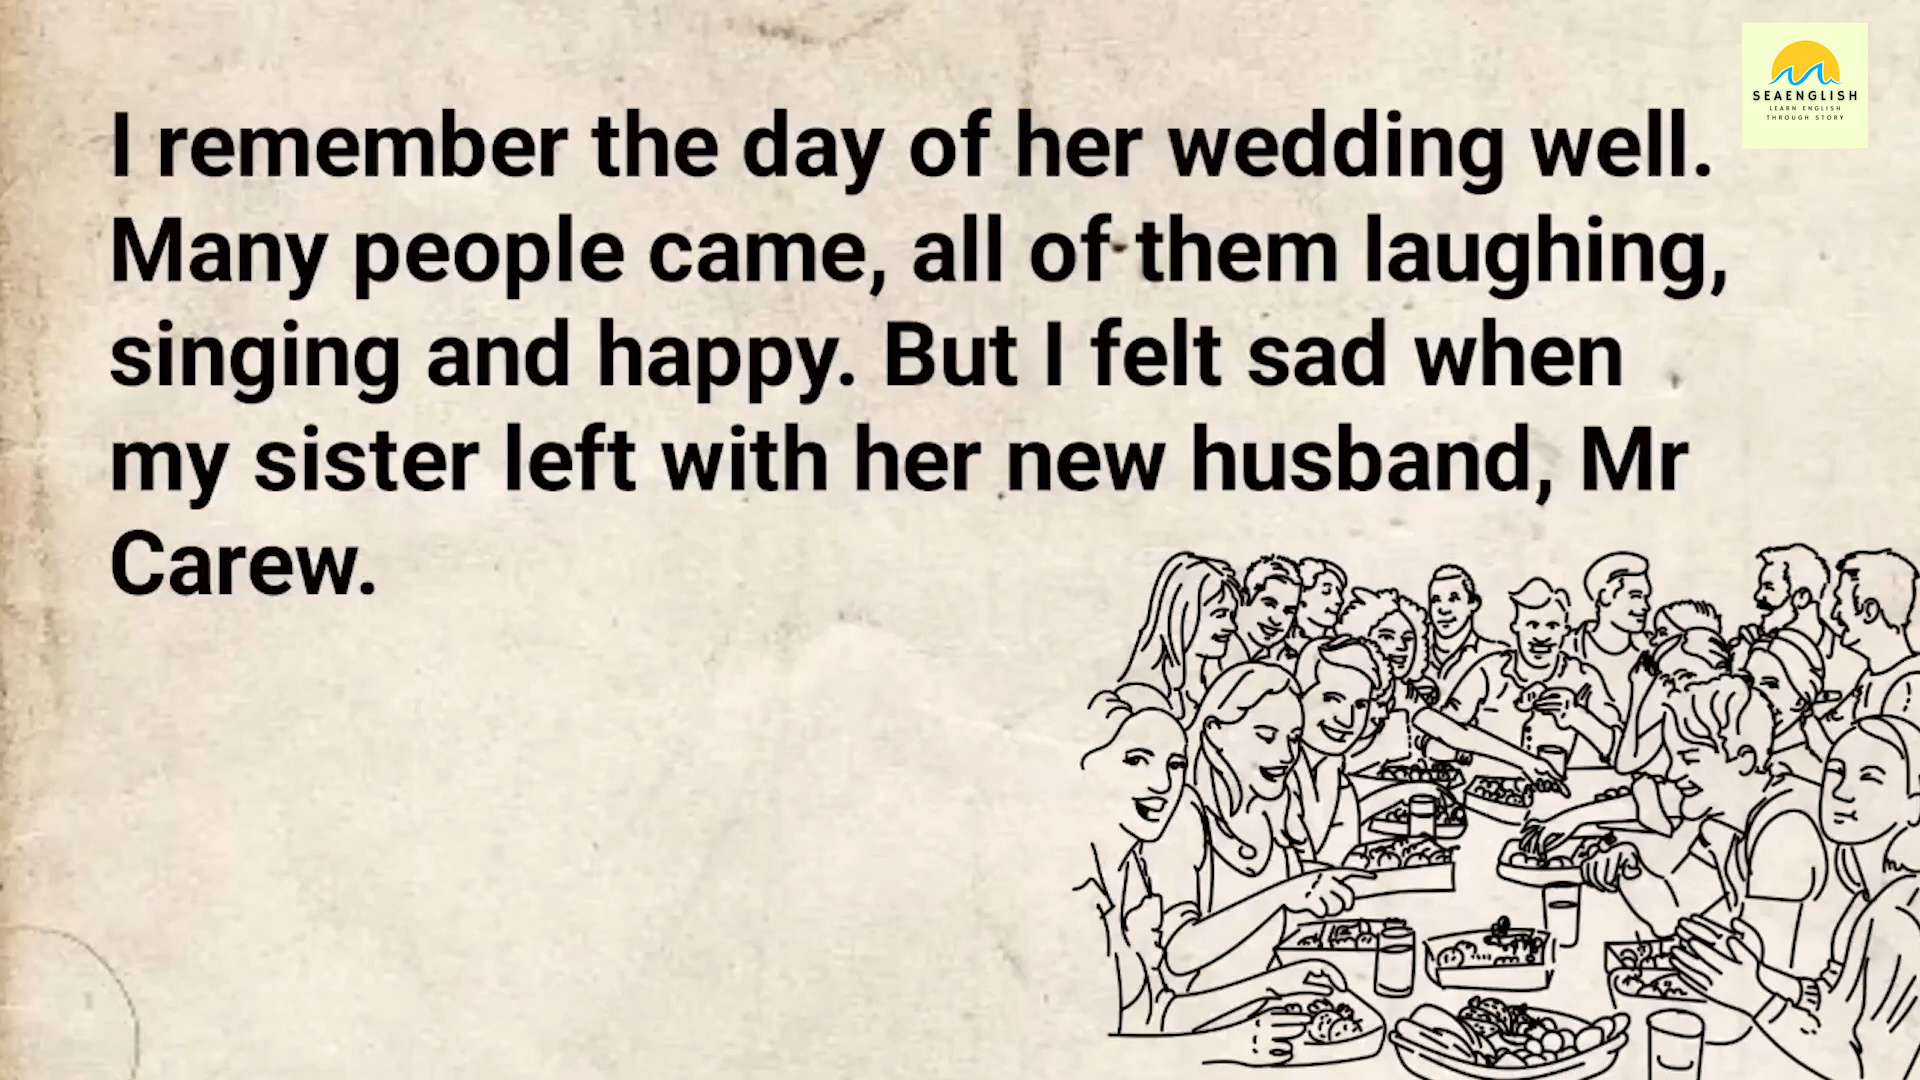 I remember the day of her wedding well.
Many people came, all of them laughing,
singing and happy. But I felt sad when
my sister left with her new husband, Mr
Carew.
SEAENGLISH
LEARN ENGLISH
THROUGH STORY